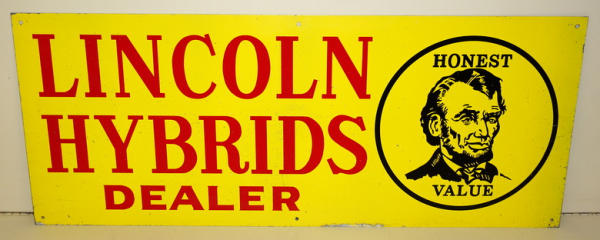 LINCOLN
HYBRIDS
DEALER
HONEST
VALUE